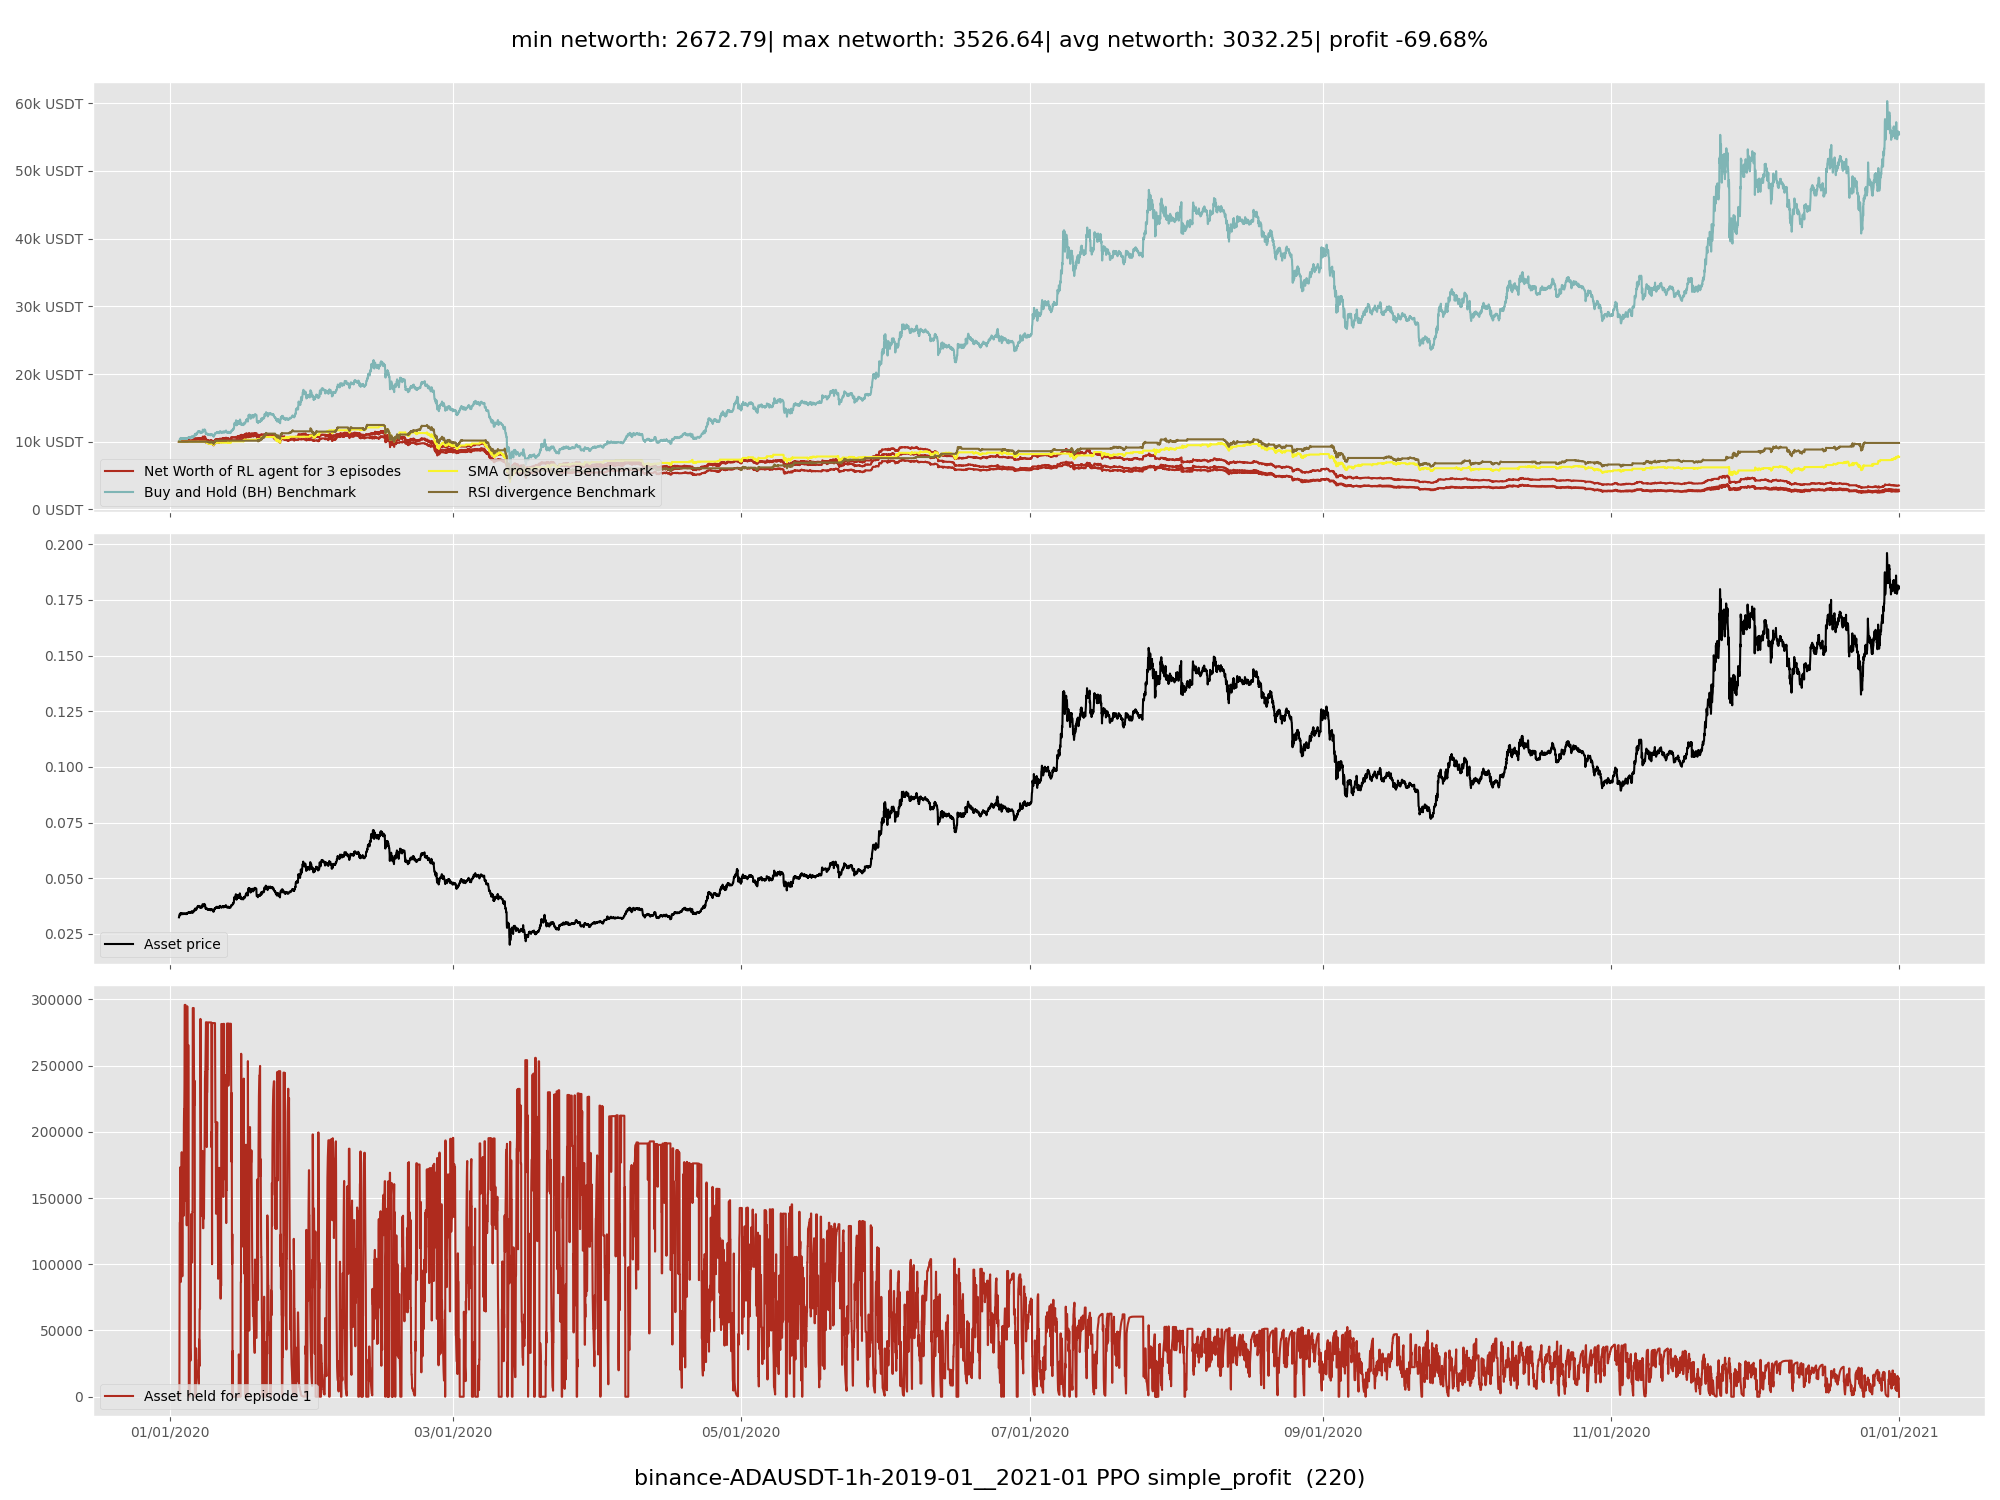 min networth: 2672.79| max networth: 3526.64| avg networth: 3032.25| profit -69.68%
60k USDT
50k USDT
40k USDT
30k USDT
20k USDT
10k USDT
0 USDT
Net Worth of RL agent for 3 episodes
Buy and Hold (BH) Benchmark
SMA crossover Benchmark
RSI divergence Benchmark
0.200
0.175
0.150
0.125
0.100
0.075
0.050
0.025
Asset price
300000
250000
200000
150000
100000
50000
0
Asset held for episode 1
01/01/2020 03/01/2020 05/01/2020 07/01/2020 09/01/2020 11/01/2020 01/01/2021
binance-ADAUSDT-1h-2019-01__2021-01 PPO simple_profit (220)